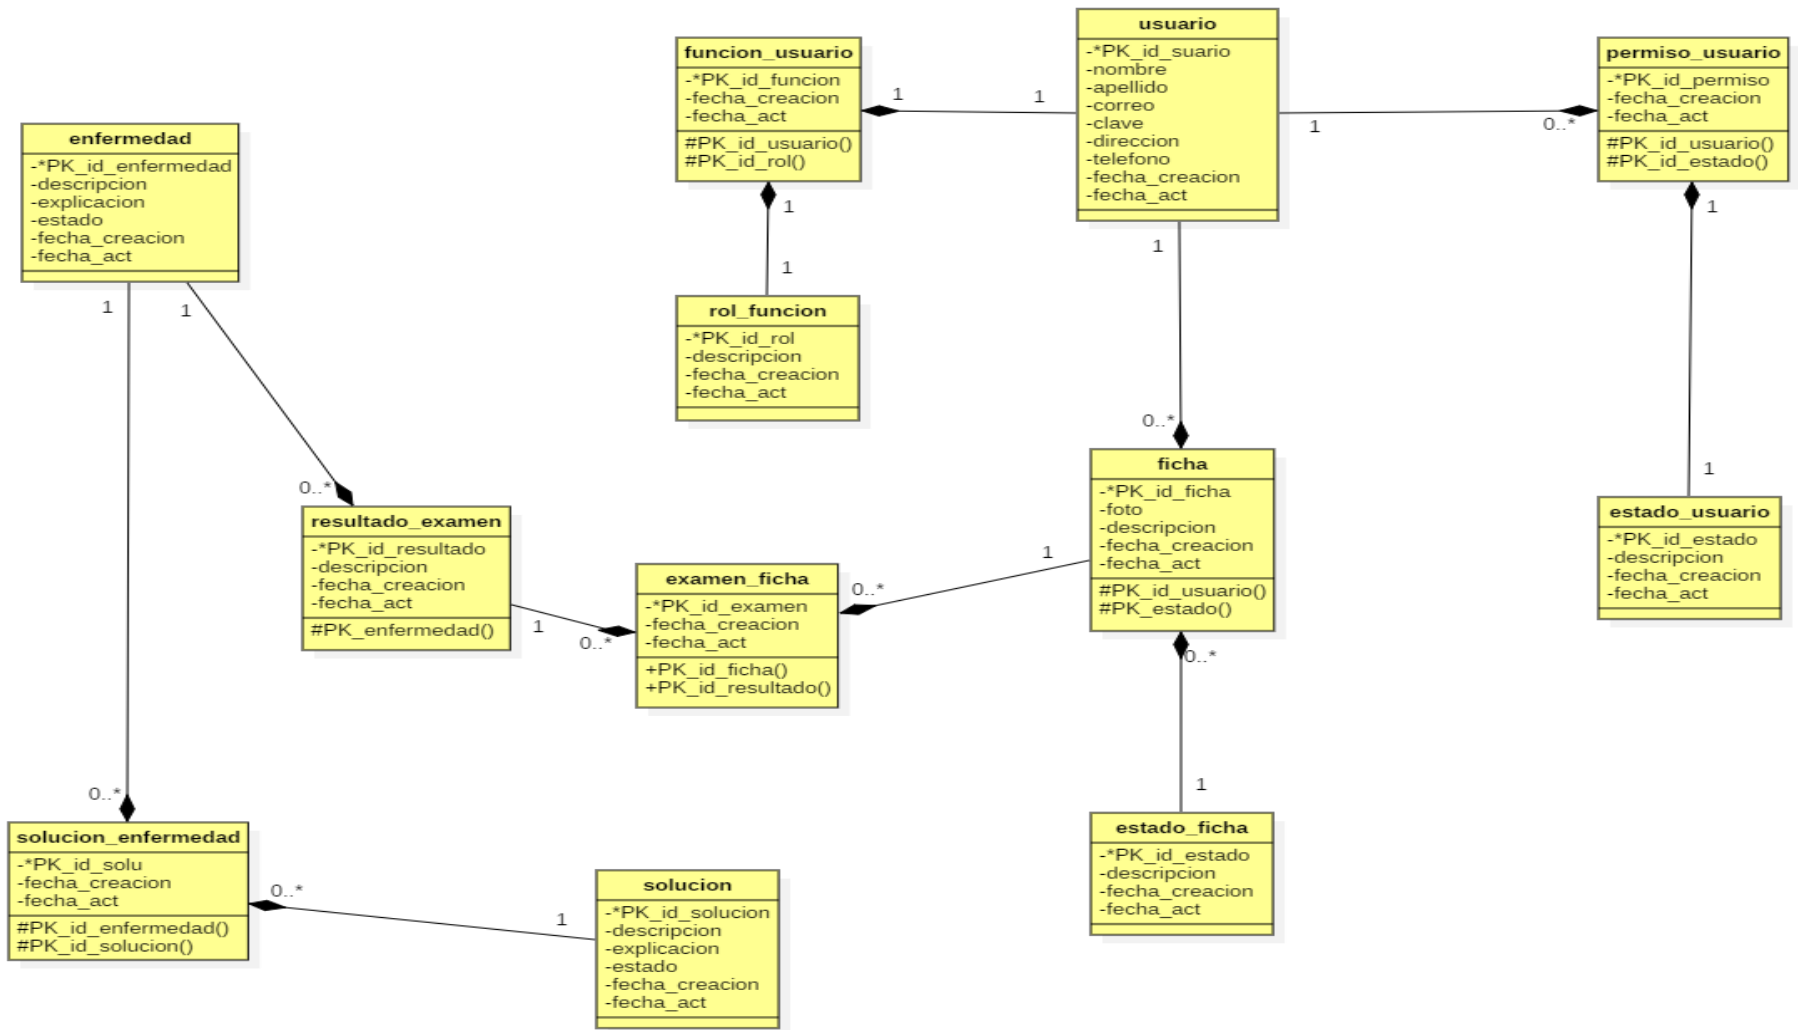 usuario
-*PK_id_suario
-nombre
-apellido
-correo
-clave
-direccion
-telefono
-fecha_creacion
-fecha_act
funcion_usuario
-*PK_id_funcion
-fecha_creacion
-fecha_act
#PK_id_usuario()
#PK_id_rol()
1
1
permiso_usuario
-*PK_id_permiso
-fecha_creacion
-fecha_act
#PK_id_usuario()
#PK_id_estado()
1
0..*
enfermedad
-*PK_id_enfermedad
-descripcion
-explicacion
-estado
-fecha_creacion
-fecha_act
1
1
1
1
rol_funcion
-*PK_id_rol
-descripcion
-fecha_creacion
-fecha_act
1
0..*
1
1
ficha
-*PK_id_ficha
-foto
-descripcion
-fecha_creacion
-fecha_act
#PK_id_usuario()
#PK_estado()
estado_usuario
-*PK_id_estado
-descripcion
-fecha_creacion
-fecha_act
0..*
resultado_examen
-*PK_id_resultado
-descripcion
-fecha_creacion
-fecha_act
#PK_enfermedad()
1
0..*
examen_ficha
-*PK_id_examen
-fecha_creacion
-fecha_act
+PK_id_ficha()
+PK_id_resultado()
0..*
1
0..*
1
estado_ficha
-*PK_id_estado
-descripcion
-fecha_creacion
-fecha_act
0..*
solucion_enfermedad
-*PK_id_solu
-fecha_creacion
-fecha_act
#PK_id_enfermedad()
#PK_id_solucion()
0..*
1
solucion
-*PK_id_solucion
-descripcion
-explicacion
-estado
-fecha_creacion
-fecha_act